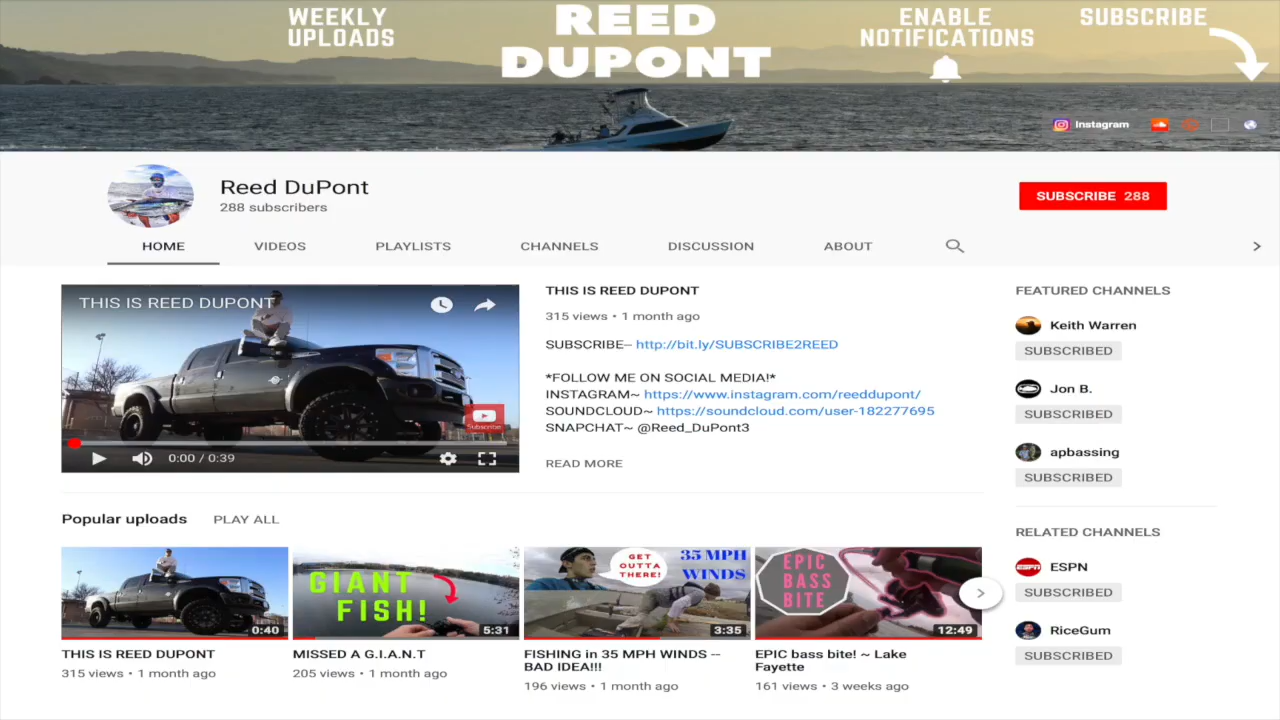 WEEKLY
UPLOADS
REED
DUPONT
ENABLE
NOTIFICATIONS
SUBSCRIBE
Instagram
Reed DuPont
288 subscribers
SUBSCRIBE 288
HOME
VIDEOS
PLAYLISTS
CHANNELS
DISCUSSION
ABOUT
THIS IS REED DUPONT
Subscribe
0:00 / 0:39
THIS IS REED DUPONT
315 views • 1 month ago
SUBSCRIBE-- http://bit.ly/SUBSCRIBE2REED
*FOLLOW ME ON SOCIAL MEDIA!*
INSTAGRAM~ https://www.instagram.com/reeddupont/
SOUNDCLOUD~ https://soundcloud.com/user-182277695
SNAPCHAT~ @Reed_DuPont3
READ MORE
FEATURED CHANNELS
Keith Warren
SUBSCRIBED
Jon B.
SUBSCRIBED
apbassing
SUBSCRIBED
RELATED CHANNELS
ESPN
ESPN
SUBSCRIBED
RiceGum
SUBSCRIBED
Popular uploads
PLAY ALL
0:40
THIS IS REED DUPONT
315 views • 1 month ago
GIANT
FISH!
5:31
MISSED A G.I.A.N.T
205 views • 1 month ago
GET
OUTTA
THERE!
35 MPH
WINDS
3:35
FISHING in 35 MPH WINDS --
BAD IDEA!!!
196 views • 1 month ago
EPIC
BASS
BITE
12:49
EPIC bass bite! ~ Lake
Fayette
161 views • 3 weeks ago